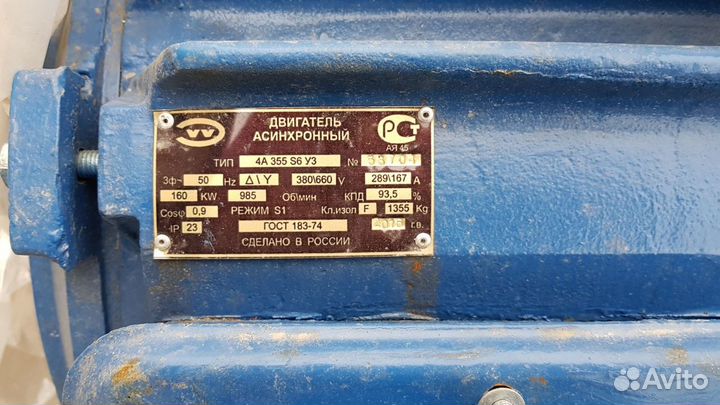 ДВИГАТЕЛЬ
АСИНХРОННЫЙ
РСТ
АЯ 45
ТИП 4А 355 S6 У3 №
3ф~ 50 Hz Δ\Y 380\660 V 289\167 A
160 KW 985 Об\мин КПД 93,5%
Cosφ 0,9 РЕЖИМ S1 Кл.изол F 1355 Kg
IP 23 ГОСТ 183-74 г.в.
СДЕЛАНО В РОССИИ
Avito